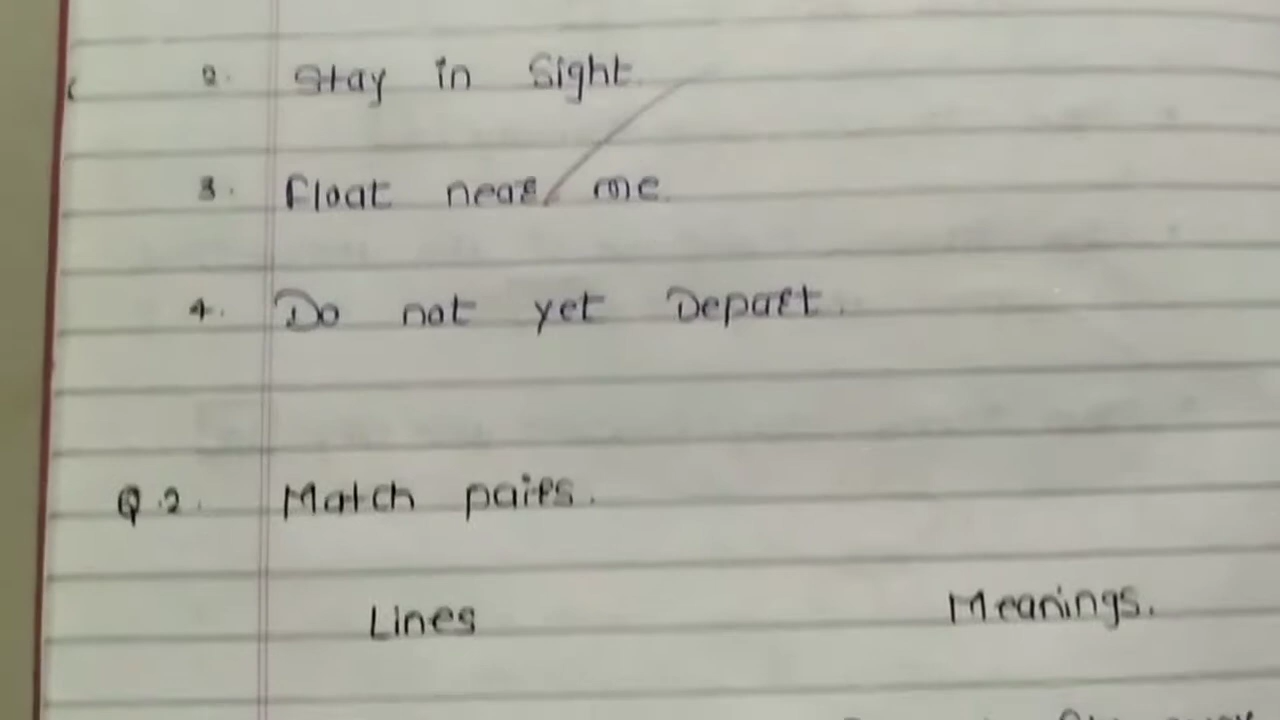 2. Stay in Sight.
3. Float near me.
4. Do not yet Depart.
Q.2. Match pairs.
Lines Meanings.